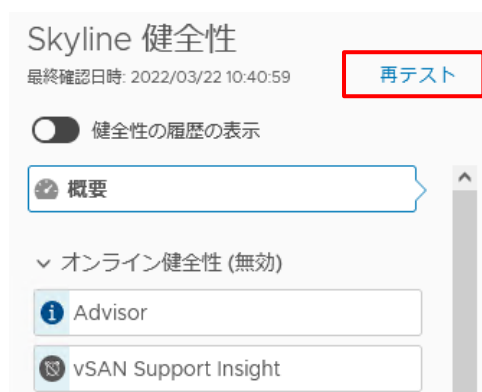 Skyline 健全性
最終確認日時: 2022/03/22 10:40:59 再テスト
健全性の履歴の表示
概要
オンライン健全性 (無効)
Advisor
vSAN Support Insight